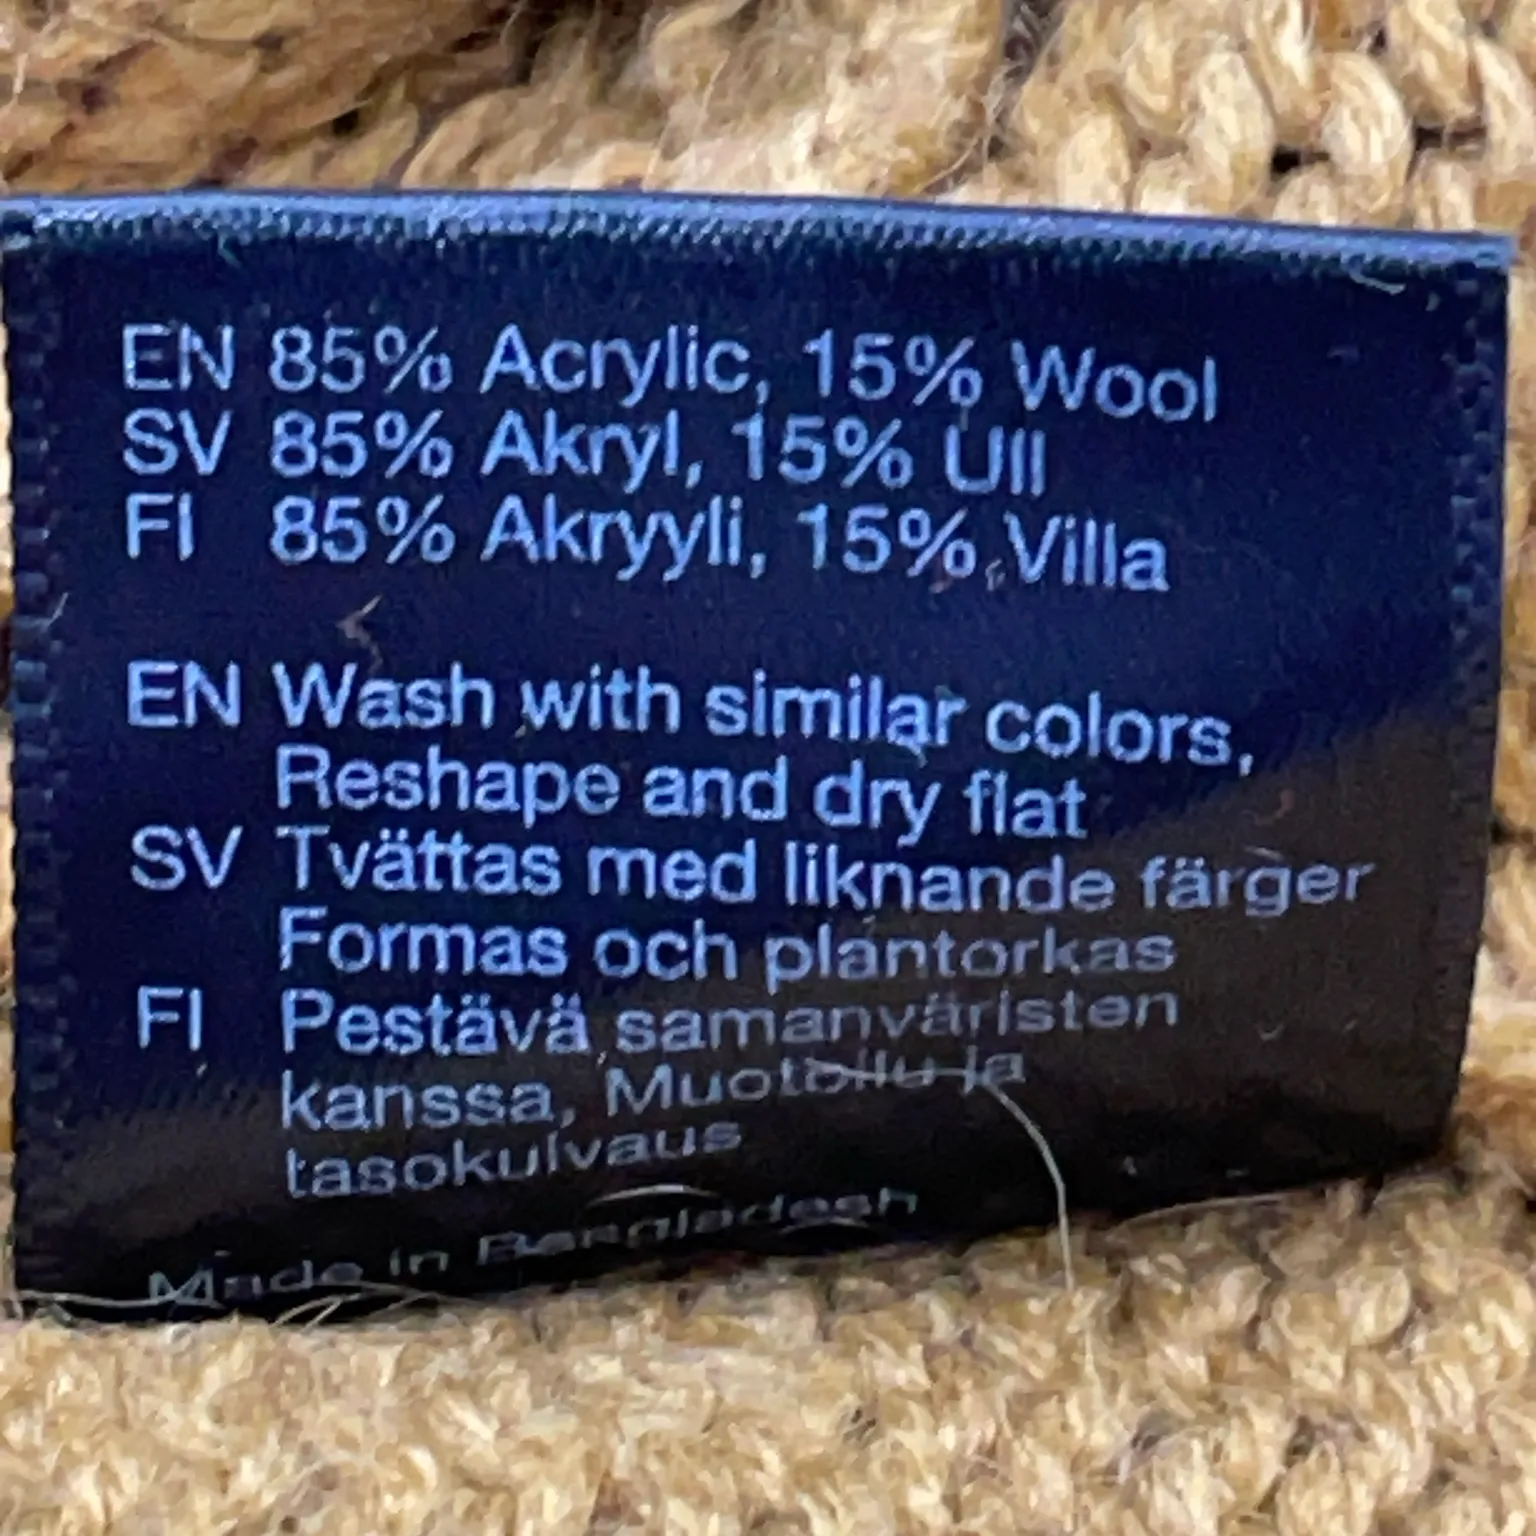 EN 85% Acrylic, 15% Wool
SV 85% Akryl, 15% Ull
FI 85% Akryyli, 15% Villa
EN Wash with similar colors,
Reshape and dry flat
SV Tvättas med liknande färger
Formas och plantorkas
FI Pestävä samanväristen
kanssa, Muotoilu ja
tasokuivaus
Made in Bangladesh